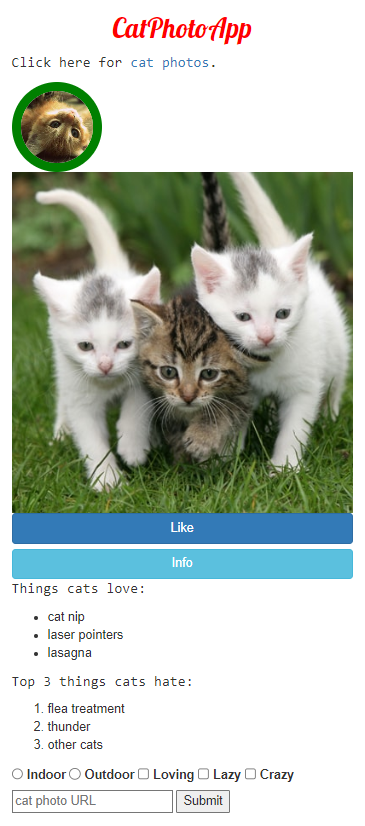 CatPhotoApp
Click here for cat photos.
Like
Info
Things cats love:
cat nip
laser pointers
lasagna
Top 3 things cats hate:
1. flea treatment
2. thunder
3. other cats
Indoor Outdoor Loving Lazy Crazy
cat photo URL Submit